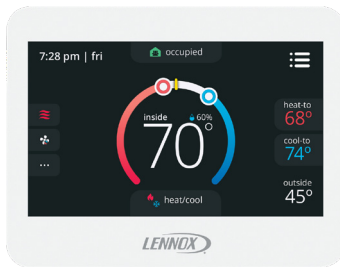 7:28 pm | fri
occupied
inside
60%
70°
heat-to
68°
cool-to
74°
outside
45°
...
heat/cool
LENNOX